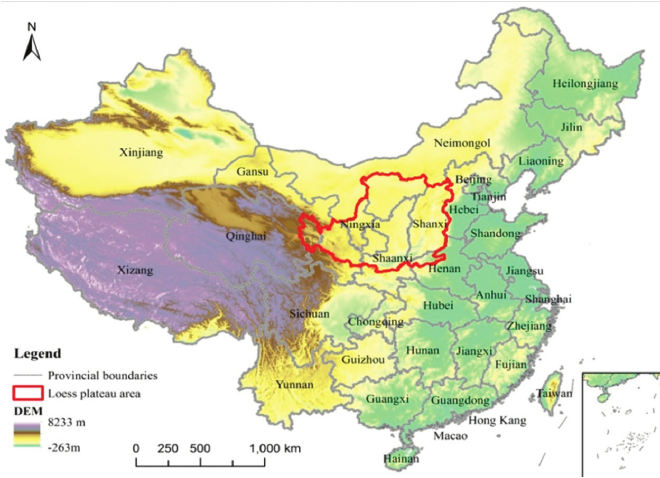 N
Heilongjiang
Jilin
Liaoning
Neimongol
Xinjiang
Gansu
Beijing
Tianjin
Hebei
Ningxia
Shanxi
Qinghai
Shandong
Xizang
Shaanxi
Henan
Jiangsu
Anhui
Shanghai
Sichuan
Hubei
Chongqing
Zhejiang
Hunan
Jiangxi
Guizhou
Fujian
Yunnan
Guangxi
Guangdong
Taiwan
Hong Kong
Macao
Hainan
Legend
Provincial boundaries
Loess plateau area
DEM
8233 m
-263m
0 250 500 1,000 km